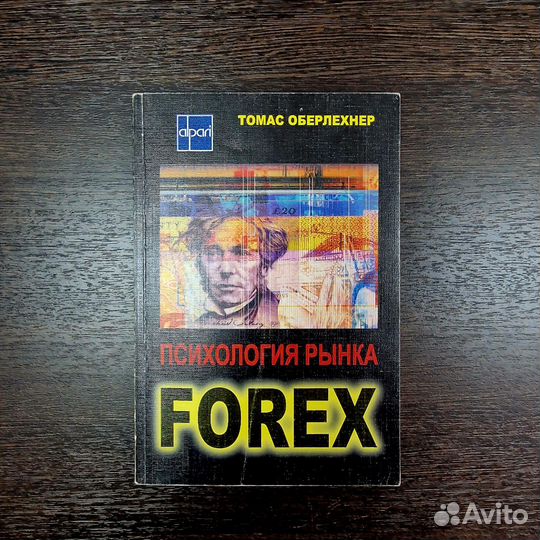 alpari
ТОМАС ОБЕРЛЕХНЕР
£20
ПСИХОЛОГИЯ РЫНКА
FOREX
Avito